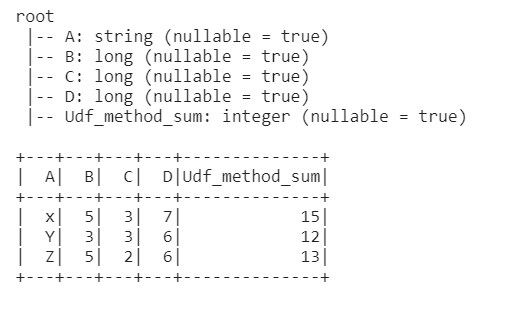 root
 |-- A: string (nullable = true)
 |-- B: long (nullable = true)
 |-- C: long (nullable = true)
 |-- D: long (nullable = true)
 |-- Udf_method_sum: integer (nullable = true)

+---+---+---+---+--------------+
|  A|  B|  C|  D|Udf_method_sum|
+---+---+---+---+--------------+
|  X|  5|  3|  7|            15|
|  Y|  3|  3|  6|            12|
|  Z|  5|  2|  6|            13|
+---+---+---+---+--------------+